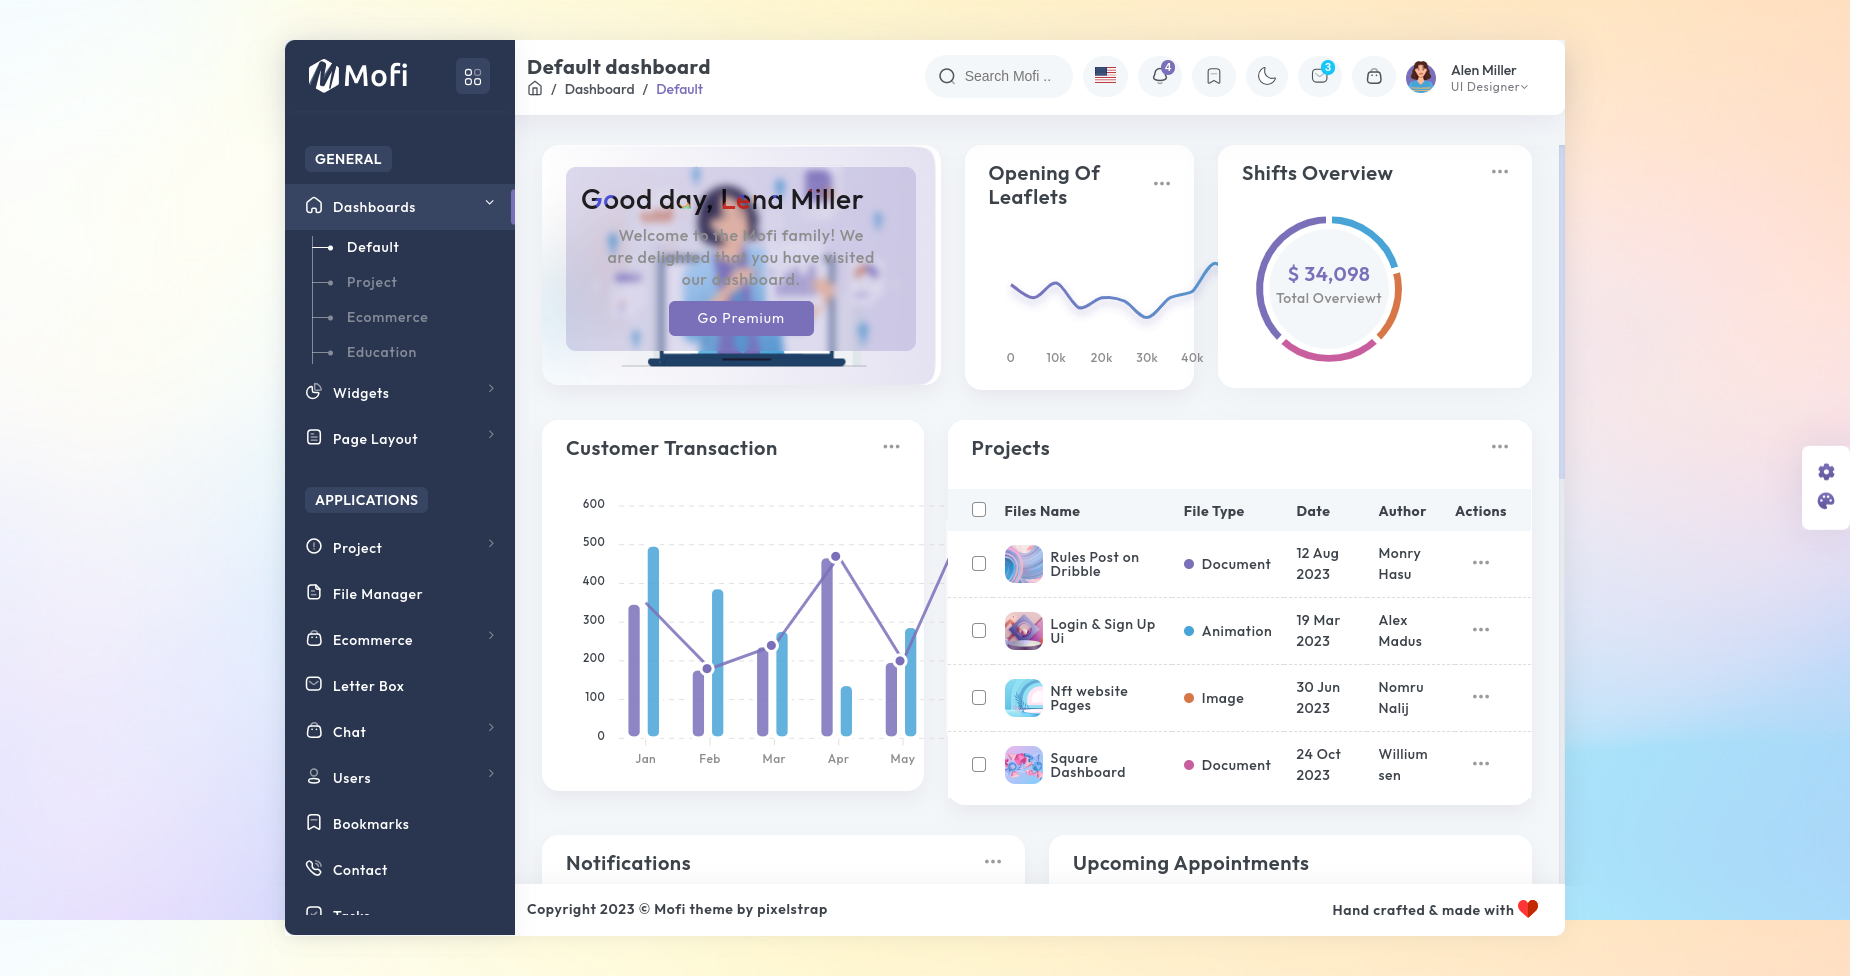 Mofi
GENERAL
Dashboards
Default
Project
Ecommerce
Education
Widgets
Page Layout
APPLICATIONS
Project
File Manager
Ecommerce
Letter Box
Chat
Users
Bookmarks
Contact
Tasks
Default dashboard
/ Dashboard / Default
Search Mofi ..
4
3
Alen Miller
UI Designer
Good day, Lena Miller
Welcome to the Mofi family! We
are delighted that you have visited
our dashboard.
Go Premium
Opening Of
Leaflets
0 10k 20k 30k 40k
Shifts Overview
$ 34,098
Total Overviewt
Customer Transaction
600
500
400
300
200
100
0
Jan Feb Mar Apr May
Projects
Files Name File Type Date Author Actions
Rules Post on
Dribble
Document
12 Aug
2023
Monry
Hasu
Login & Sign Up
Ui
Animation
19 Mar
2023
Alex
Madus
Nft website
Pages
Image
30 Jun
2023
Nomru
Nalij
Square
Dashboard
Document
24 Oct
2023
Willium
sen
Notifications
Upcoming Appointments
Copyright 2023 © Mofi theme by pixelstrap
Hand crafted & made with